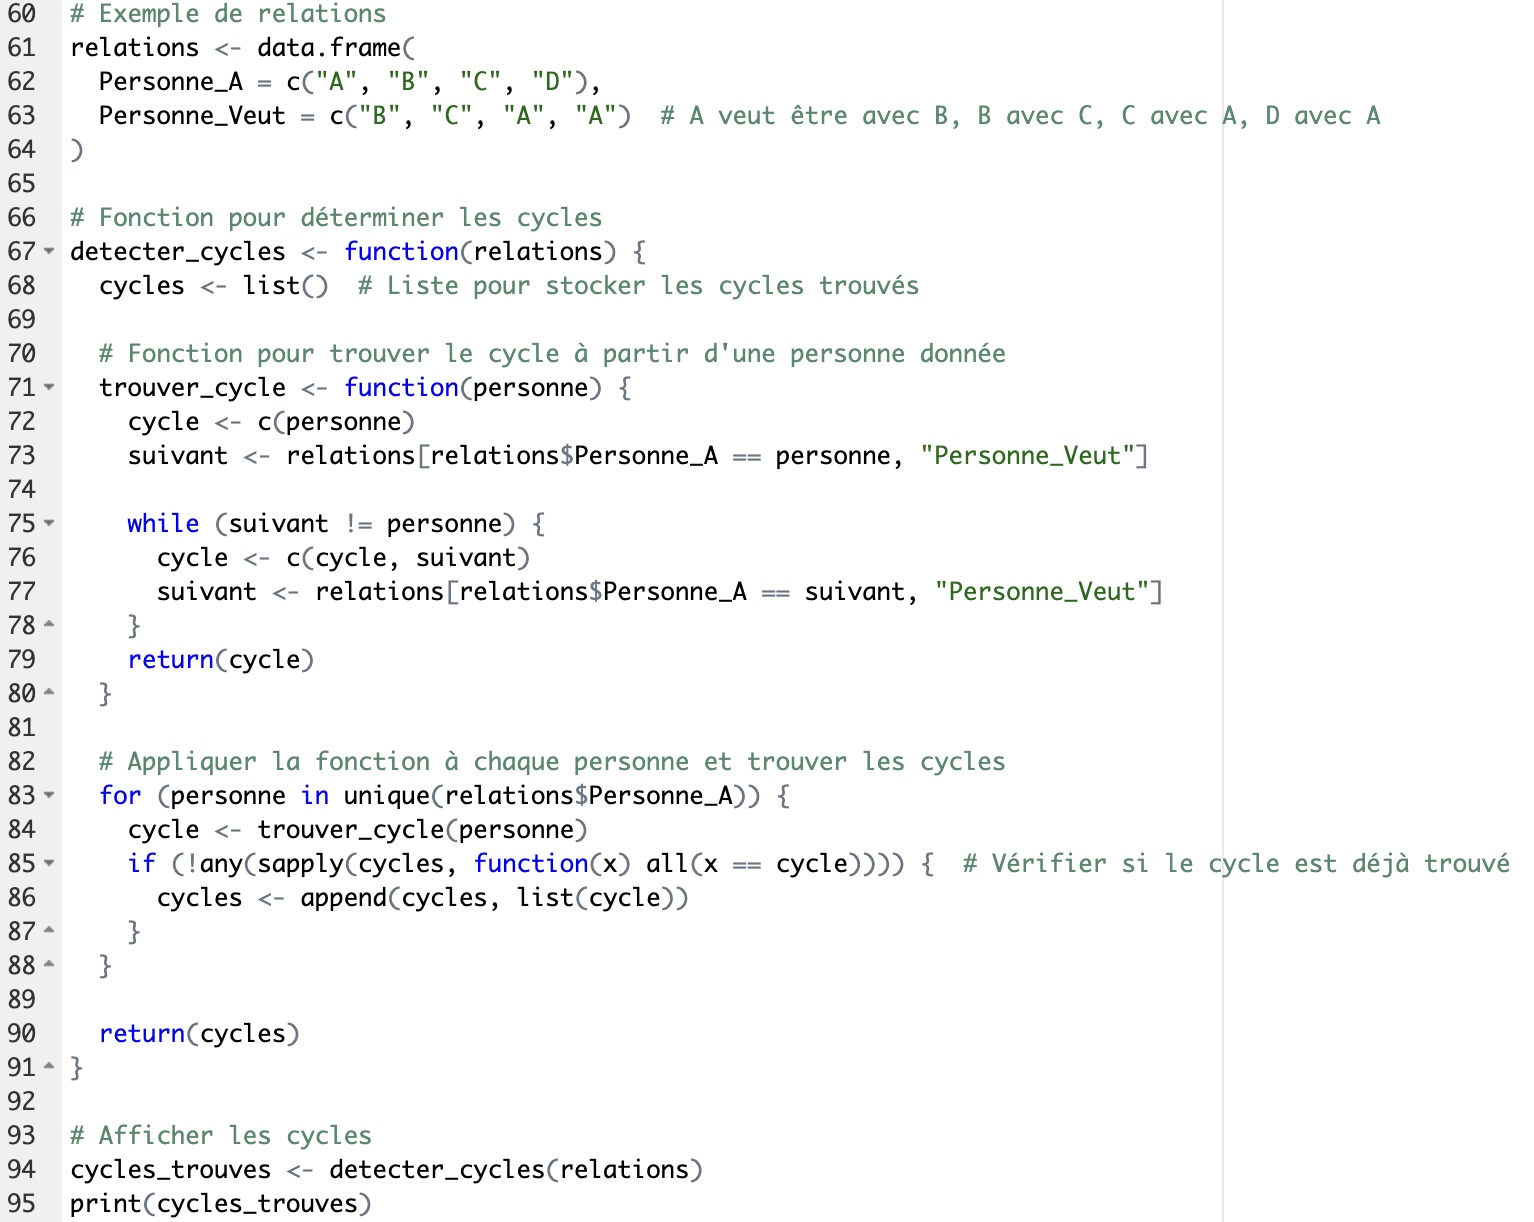 60 # Exemple de relations
61 relations <- data.frame(
62   Personne_A = c("A", "B", "C", "D"),
63   Personne_Veut = c("B", "C", "A", "A")  # A veut être avec B, B avec C, C avec A, D avec A
64 )
65
66 # Fonction pour déterminer les cycles
67 detecter_cycles <- function(relations) {
68   cycles <- list()  # Liste pour stocker les cycles trouvés
69
70   # Fonction pour trouver le cycle à partir d'une personne donnée
71   trouver_cycle <- function(personne) {
72     cycle <- c(personne)
73     suivant <- relations[relations$Personne_A == personne, "Personne_Veut"]
74
75     while (suivant != personne) {
76       cycle <- c(cycle, suivant)
77       suivant <- relations[relations$Personne_A == suivant, "Personne_Veut"]
78     }
79     return(cycle)
80   }
81
82   # Appliquer la fonction à chaque personne et trouver les cycles
83   for (personne in unique(relations$Personne_A)) {
84     cycle <- trouver_cycle(personne)
85     if (!any(sapply(cycles, function(x) all(x == cycle)))) {  # Vérifier si le cycle est déjà trouvé
86       cycles <- append(cycles, list(cycle))
87     }
88   }
89
90   return(cycles)
91 }
92
93 # Afficher les cycles
94 cycles_trouves <- detecter_cycles(relations)
95 print(cycles_trouves)